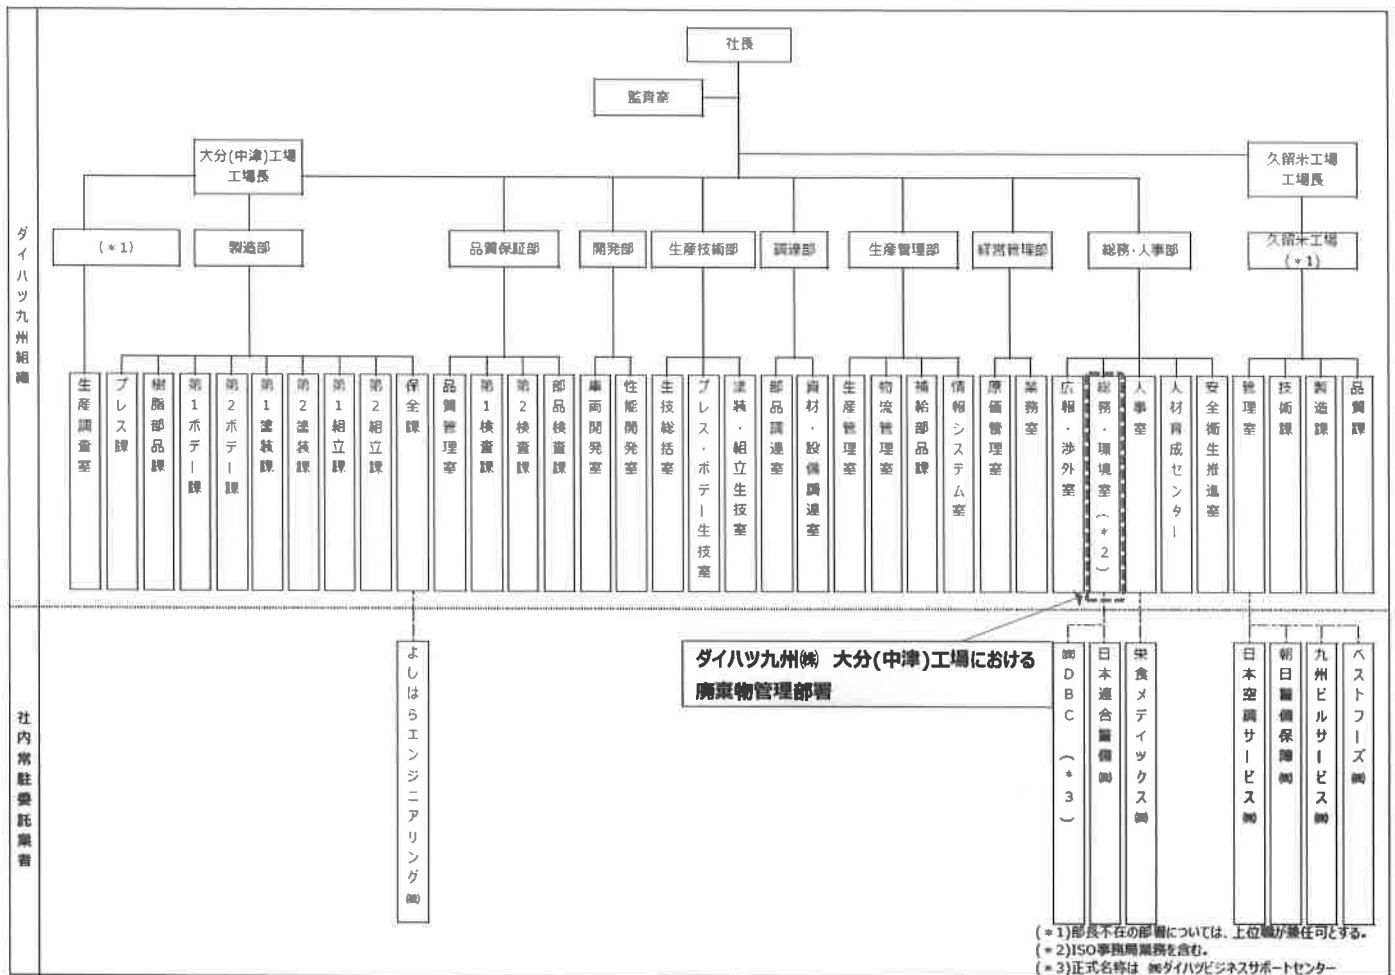 社長
監査室
大分(中津)工場
工場長
久留米工場
工場長
(＊1)
製造部
品質保証部
開発部
生産技術部
調達部
生産管理部
経営管理部
総務・人事部
久留米工場
(＊1)
ダイハツ九州組織
生産調査室
プレス課
樹脂部品課
第1ボデー課
第2ボデー課
第1塗装課
第2塗装課
第1組立課
第2組立課
保全課
品質管理室
第1検査課
第2検査課
部品検査課
車両開発室
性能開発室
生技総括室
プレス・ボデー生技室
塗装・組立生技室
部品調達室
資材・設備調達室
生産管理室
物流管理室
補給部品課
情報システム室
原価管理室
業務室
広報・渉外室
総務・環境室(＊2)
人事室
人材育成センター
安全衛生推進室
管理室
技術課
製造課
品質課
ダイハツ九州㈱ 大分(中津)工場における
廃棄物管理部署
社内常駐委託業者
よしはらエンジニアリング㈱
㈱DBC(＊3)
日本連合警備㈱
栄食メディックス㈱
日本空調サービス㈱
朝日警備保障㈱
九州ビルサービス㈱
ベストフーズ㈱
(＊1)部長不在の部署については、上位職が兼任可とする。
(＊2)ISO事務局業務を含む。
(＊3)正式名称は ㈱ダイハツビジネスサポートセンター